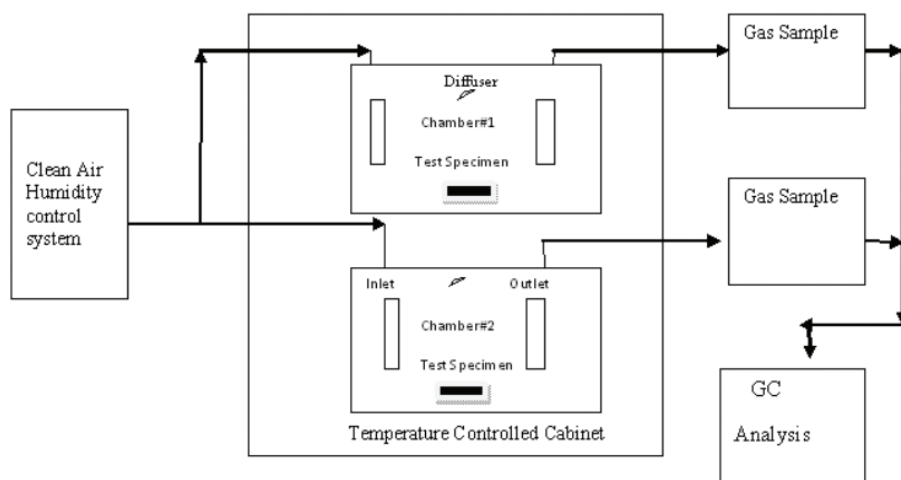 Gas Sample
Diffuser
Chamber#1
Test Specimen
Clean Air
Humidity
control
system
Gas Sample
Inlet
Outlet
Chamber#2
Test Specimen
Temperature Controlled Cabinet
GC
Analysis